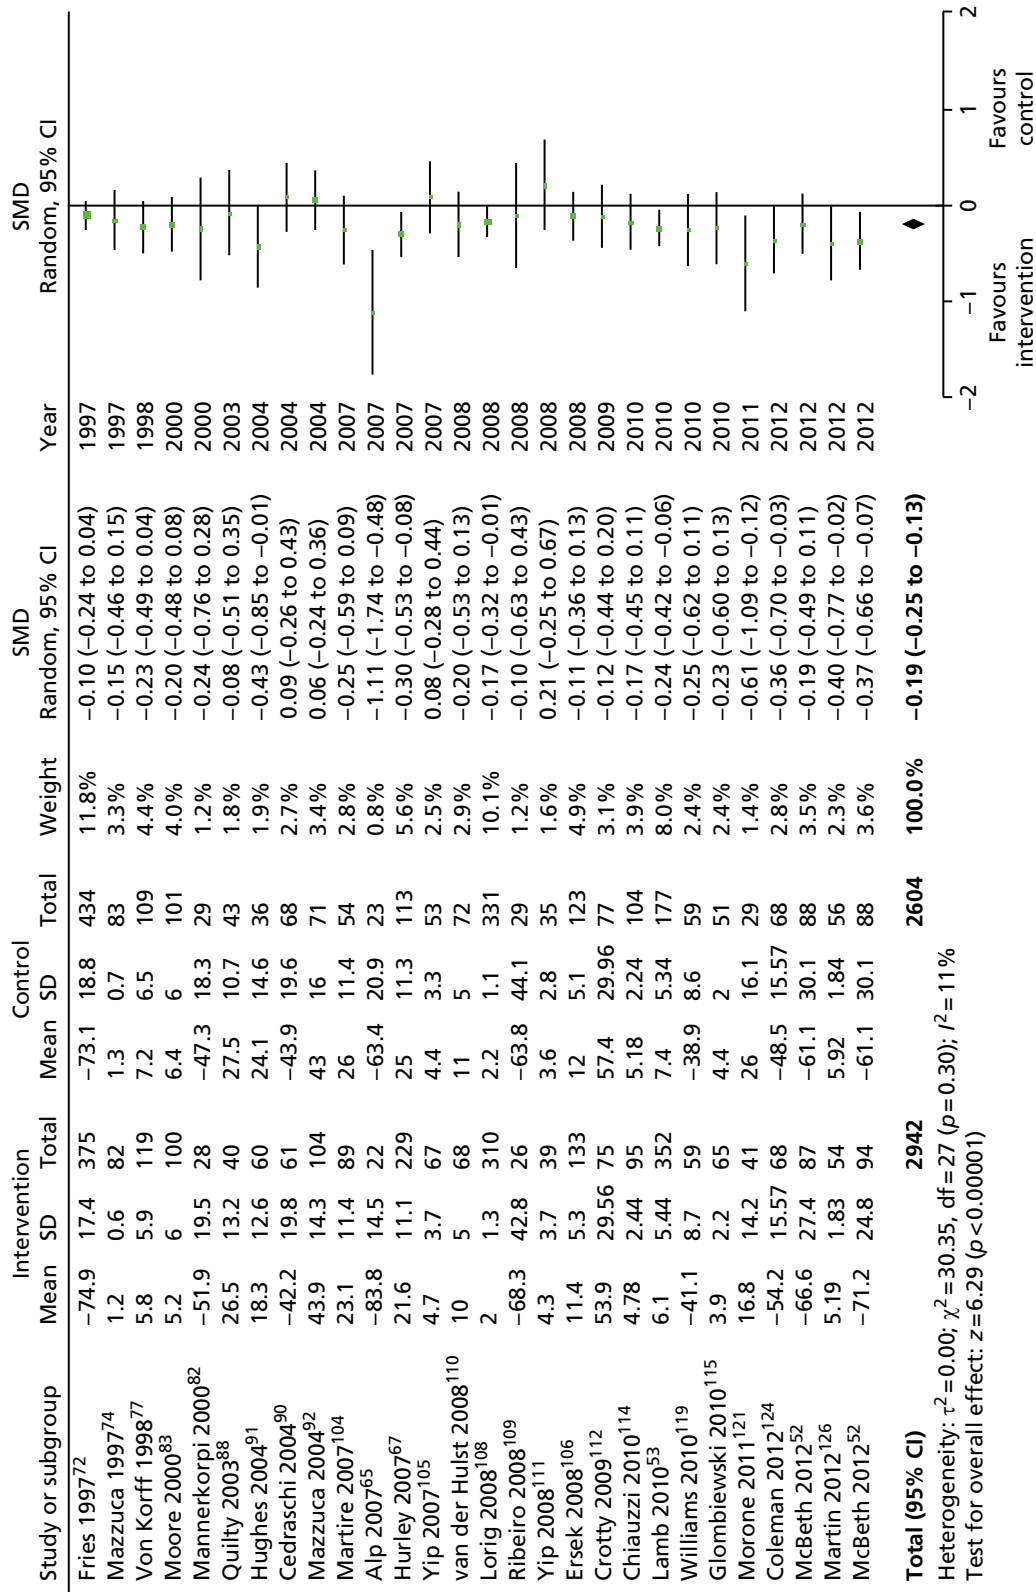 Intervention Control SMD SMD
Study or subgroup Mean SD Total Mean SD Total Weight Random, 95% CI Year Random, 95% CI
Fries 1997⁷² −74.9 17.4 375 −73.1 18.8 434 11.8% −0.10 (−0.24 to 0.04) 1997
Mazzuca 1997⁷⁴ 1.2 0.6 82 1.3 0.7 83 3.3% −0.15 (−0.46 to 0.15) 1997
Von Korff 1998⁷⁷ 5.8 5.9 119 7.2 6.5 109 4.4% −0.23 (−0.49 to 0.04) 1998
Moore 2000⁸³ 5.2 6 100 6.4 6 101 4.0% −0.20 (−0.48 to 0.08) 2000
Mannerkorpi 2000⁸² −51.9 19.5 28 −47.3 18.3 29 1.2% −0.24 (−0.76 to 0.28) 2000
Quilty 2003⁸⁸ 26.5 13.2 40 27.5 10.7 43 1.8% −0.08 (−0.51 to 0.35) 2003
Hughes 2004⁹¹ 18.3 12.6 60 24.1 14.6 36 1.9% −0.43 (−0.85 to −0.01) 2004
Cedraschi 2004⁹⁰ −42.2 19.8 61 −43.9 19.6 68 2.7% 0.09 (−0.26 to 0.43) 2004
Mazzuca 2004⁹² 43.9 14.3 104 43 16 71 3.4% 0.06 (−0.24 to 0.36) 2004
Martire 2007¹⁰⁴ 23.1 11.4 89 26 11.4 54 2.8% −0.25 (−0.59 to 0.09) 2007
Alp 2007⁶⁵ −83.8 14.5 22 −63.4 20.9 23 0.8% −1.11 (−1.74 to −0.48) 2007
Hurley 2007⁶⁷ 21.6 11.1 229 25 11.3 113 5.6% −0.30 (−0.53 to −0.08) 2007
Yip 2007¹⁰⁵ 4.7 3.7 67 4.4 3.3 53 2.5% 0.08 (−0.28 to 0.44) 2007
van der Hulst 2008¹¹⁰ 10 5 68 11 5 72 2.9% −0.20 (−0.53 to 0.13) 2008
Lorig 2008¹⁰⁸ 2 1.3 310 2.2 1.1 331 10.1% −0.17 (−0.32 to −0.01) 2008
Ribeiro 2008¹⁰⁹ −68.3 42.8 26 −63.8 44.1 29 1.2% −0.10 (−0.63 to 0.43) 2008
Yip 2008¹¹¹ 4.3 3.7 39 3.6 2.8 35 1.6% 0.21 (−0.25 to 0.67) 2008
Ersek 2008¹⁰⁶ 11.4 5.3 133 12 5.1 123 4.9% −0.11 (−0.36 to 0.13) 2008
Crotty 2009¹¹² 53.9 29.56 75 57.4 29.96 77 3.1% −0.12 (−0.44 to 0.20) 2009
Chiauzzi 2010¹¹⁴ 4.78 2.44 95 5.18 2.24 104 3.9% −0.17 (−0.45 to 0.11) 2010
Lamb 2010⁵³ 6.1 5.44 352 7.4 5.34 177 8.0% −0.24 (−0.42 to −0.06) 2010
Williams 2010¹¹⁹ −41.1 8.7 59 −38.9 8.6 59 2.4% −0.25 (−0.62 to 0.11) 2010
Glombiewski 2010¹¹⁵ 3.9 2.2 65 4.4 2 51 2.4% −0.23 (−0.60 to 0.13) 2010
Morone 2011¹²¹ 16.8 14.2 41 26 16.1 29 1.4% −0.61 (−1.09 to −0.12) 2011
Coleman 2012¹²⁴ −54.2 15.57 68 −48.5 15.57 68 2.8% −0.36 (−0.70 to −0.03) 2012
McBeth 2012⁵² −66.6 27.4 87 −61.1 30.1 88 3.5% −0.19 (−0.49 to 0.11) 2012
Martin 2012¹²⁶ 5.19 1.83 54 5.92 1.84 56 2.3% −0.40 (−0.77 to −0.02) 2012
McBeth 2012⁵² −71.2 24.8 94 −61.1 30.1 88 3.6% −0.37 (−0.66 to −0.07) 2012
Total (95% CI) 2942 2604 100.0% −0.19 (−0.25 to −0.13)
Heterogeneity: τ²=0.00; χ²=30.35, df=27 (p=0.30); I²=11%
Test for overall effect: z=6.29 (p<0.00001)
−2 −1 0 1 2
Favours intervention
Favours control